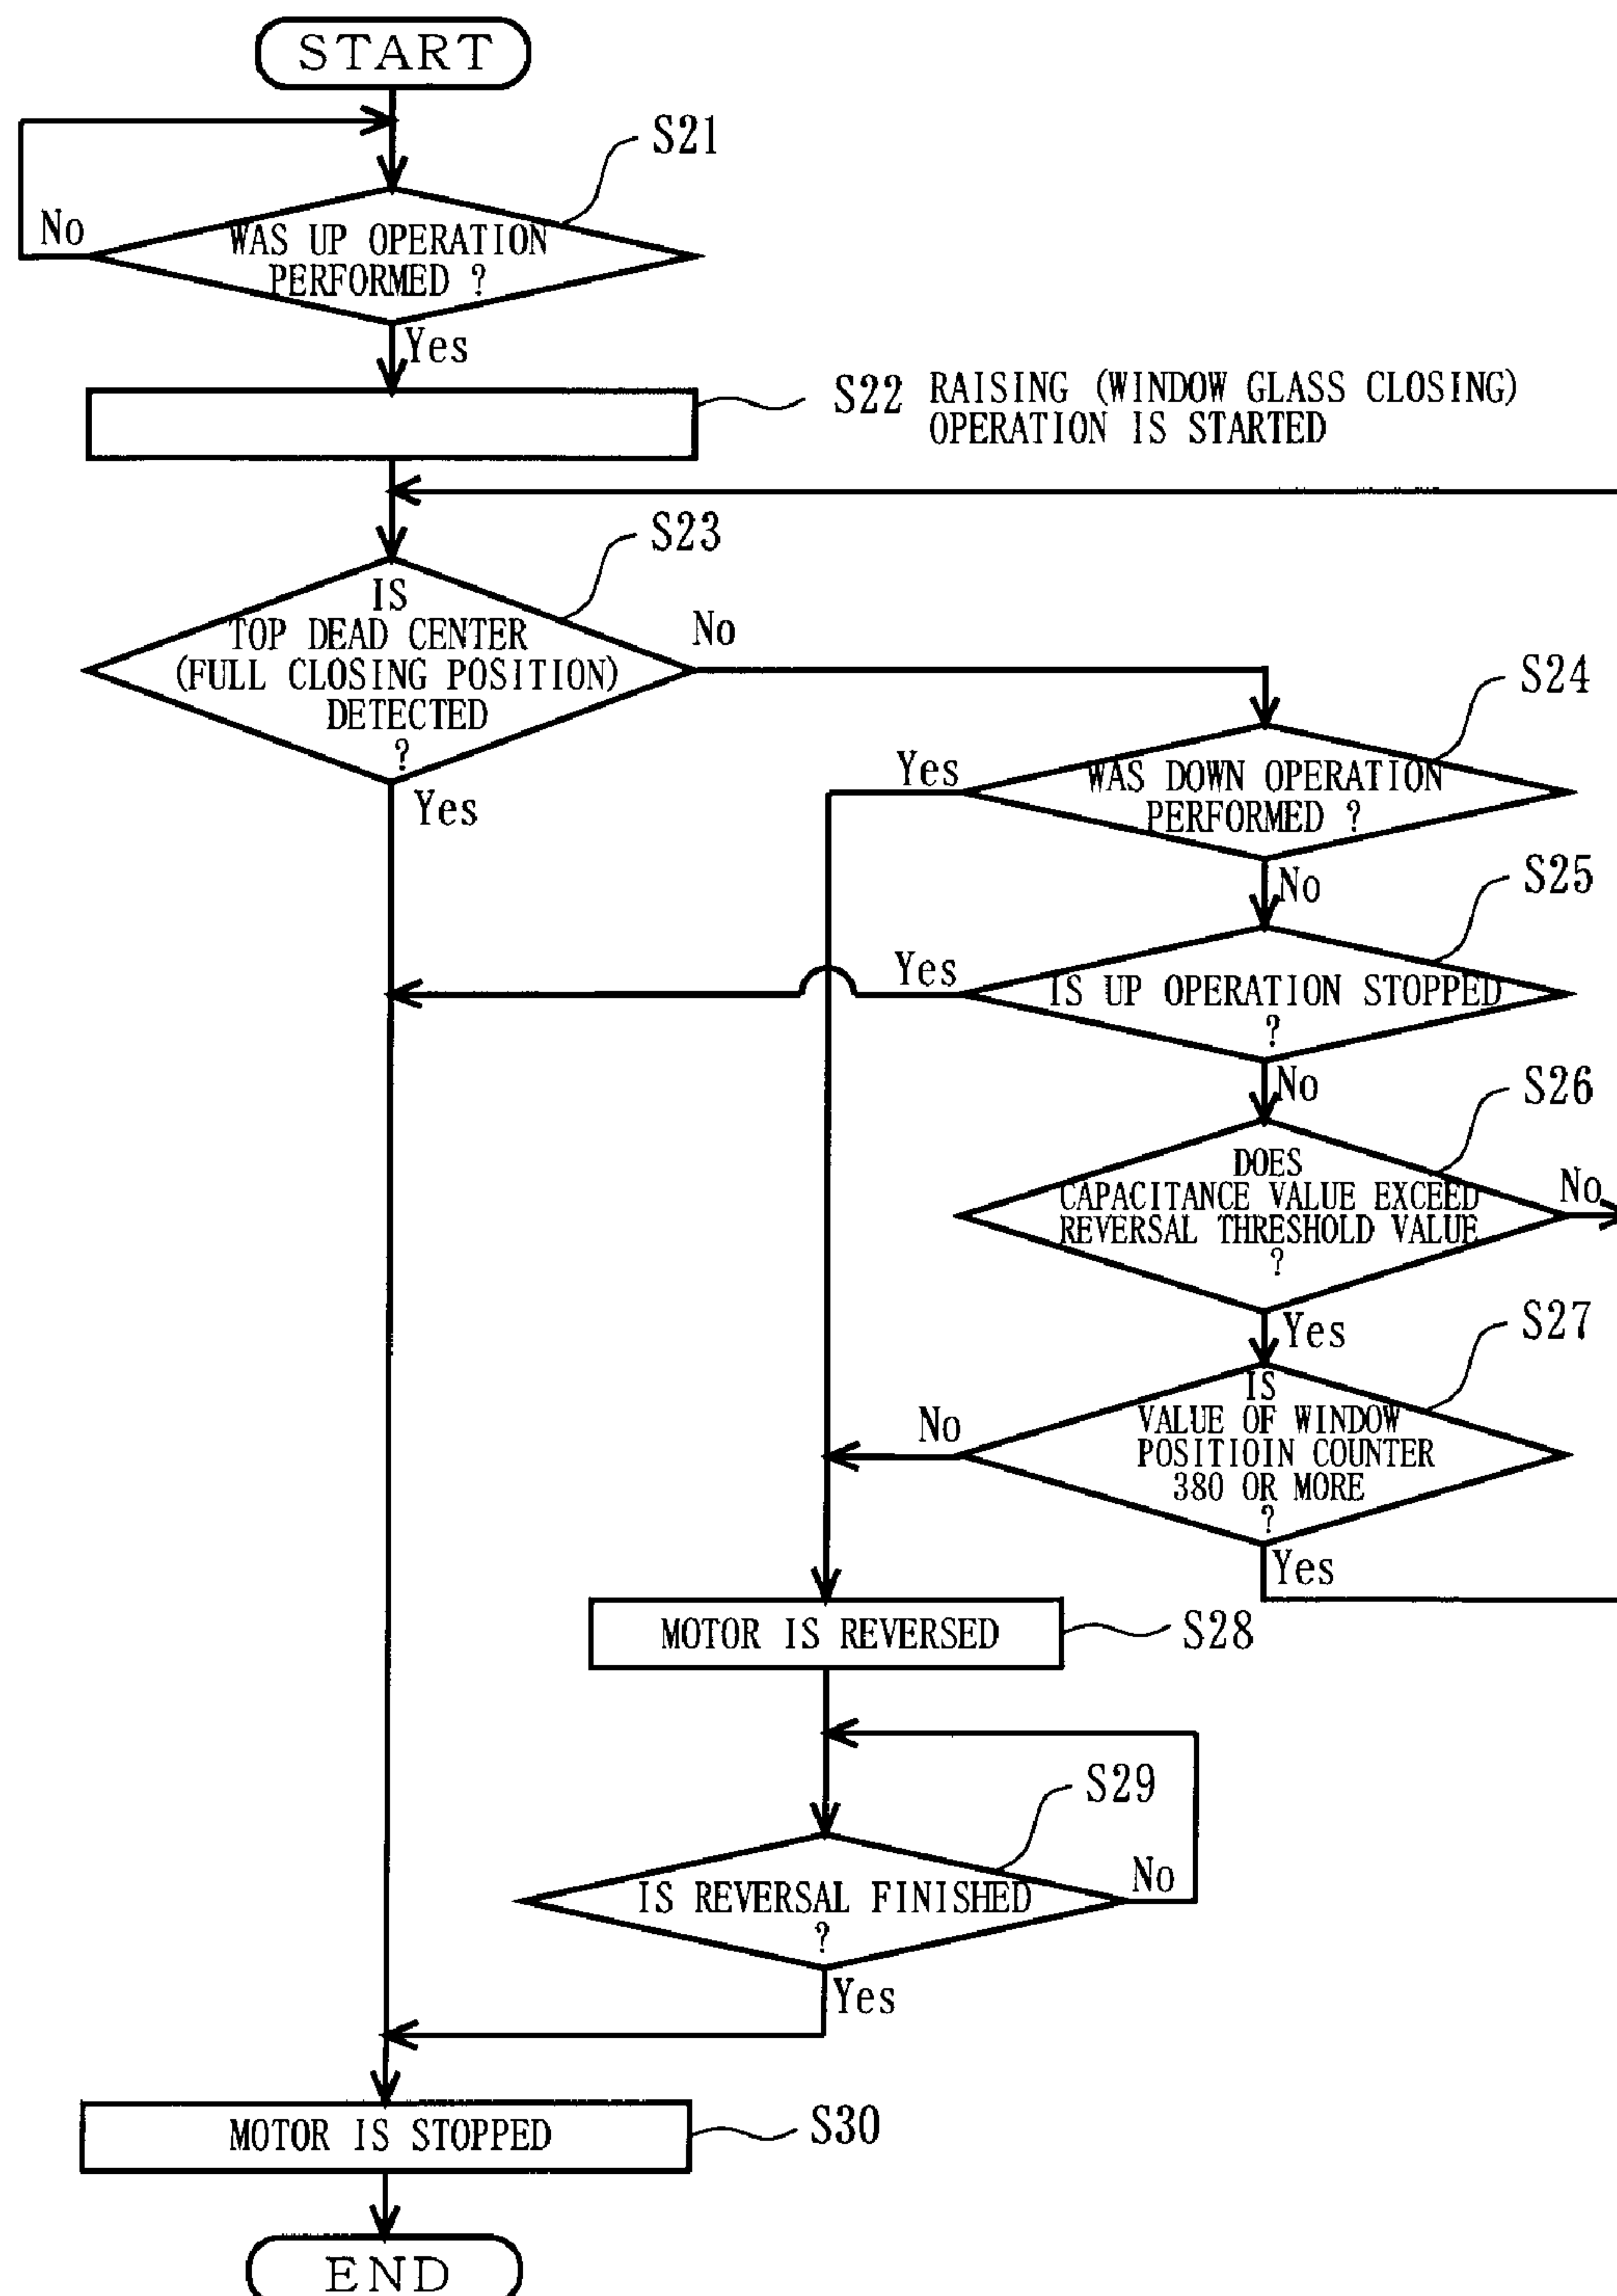 START
S21
No
WAS UP OPERATION
PERFORMED ?
Yes
S22 RAISING (WINDOW GLASS CLOSING)
OPERATION IS STARTED
S23
IS
TOP DEAD CENTER
(FULL CLOSING POSITION)
DETECTED
?
No
Yes
S24
Yes
WAS DOWN OPERATION
PERFORMED ?
No
S25
Yes
IS UP OPERATION STOPPED
?
No
S26
DOES
CAPACITANCE VALUE EXCEED
REVERSAL THRESHOLD VALUE
?
No
Yes
S27
IS
VALUE OF WINDOW
POSITIOIN COUNTER
380 OR MORE
?
No
Yes
MOTOR IS REVERSED
S28
S29
IS REVERSAL FINISHED
?
No
Yes
MOTOR IS STOPPED
S30
END